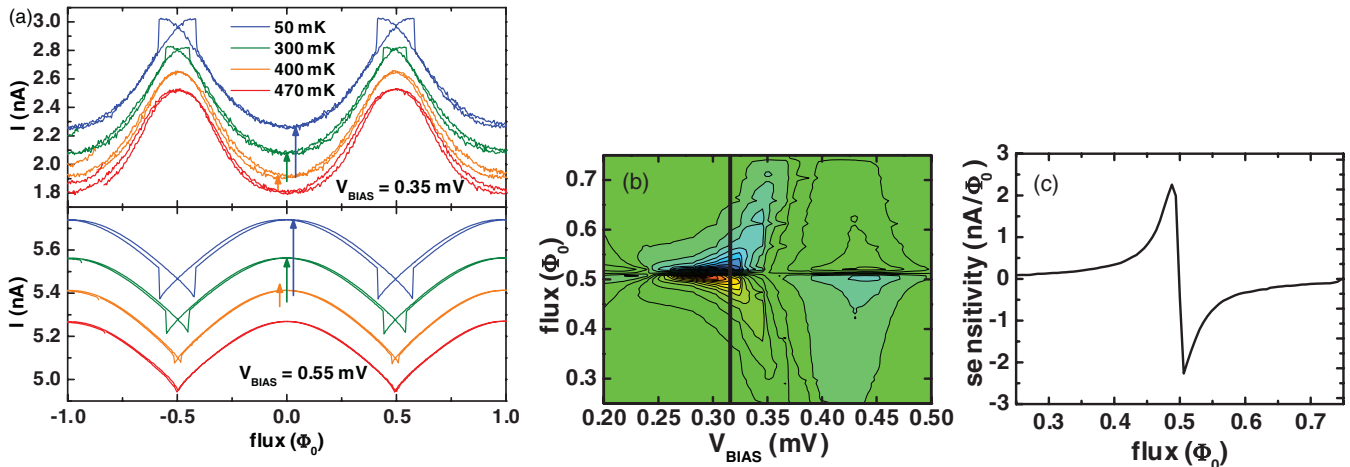 (a)
50 mK
300 mK
400 mK
470 mK
I (nA)
3.0
2.8
2.6
2.4
2.2
2.0
1.8
V_BIAS = 0.35 mV
I (nA)
5.6
5.4
5.2
5.0
V_BIAS = 0.55 mV
-1.0 -0.5 0.0 0.5 1.0
flux (Φ₀)
(b)
flux (Φ₀)
0.7
0.6
0.5
0.4
0.3
0.20 0.25 0.30 0.35 0.40 0.45 0.50
V_BIAS (mV)
(c)
sensitivity (nA/Φ₀)
3
2
1
0
-1
-2
-3
0.3 0.4 0.5 0.6 0.7
flux (Φ₀)